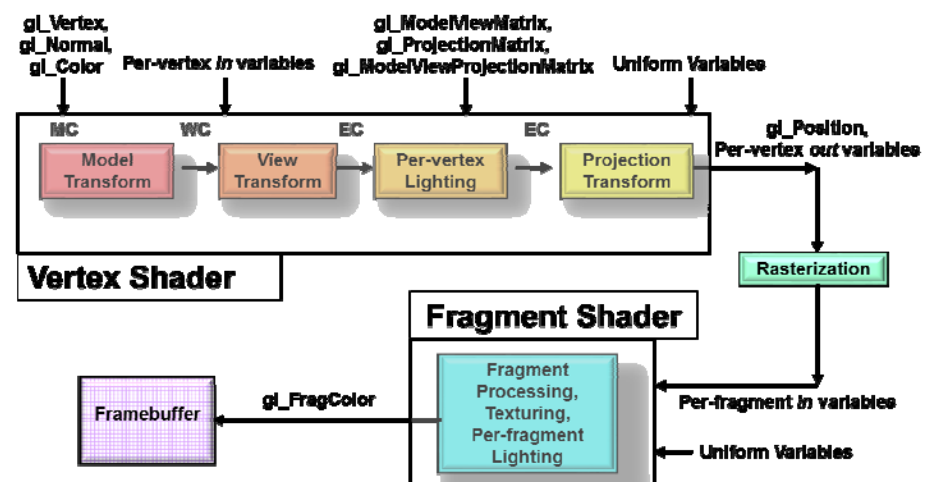 gl_Vertex,
gl_Normal,
gl_Color
Per-vertex in variables
gl_ModelViewMatrix,
gl_ProjectionMatrix,
gl_ModelViewProjectionMatrix
Uniform Variables
MC
WC
EC
EC
Model
Transform
View
Transform
Per-vertex
Lighting
Projection
Transform
gl_Position,
Per-vertex out variables
Vertex Shader
Rasterization
Fragment Shader
Fragment
Processing,
Texturing,
Per-fragment
Lighting
Per-fragment in variables
Uniform Variables
gl_FragColor
Framebuffer